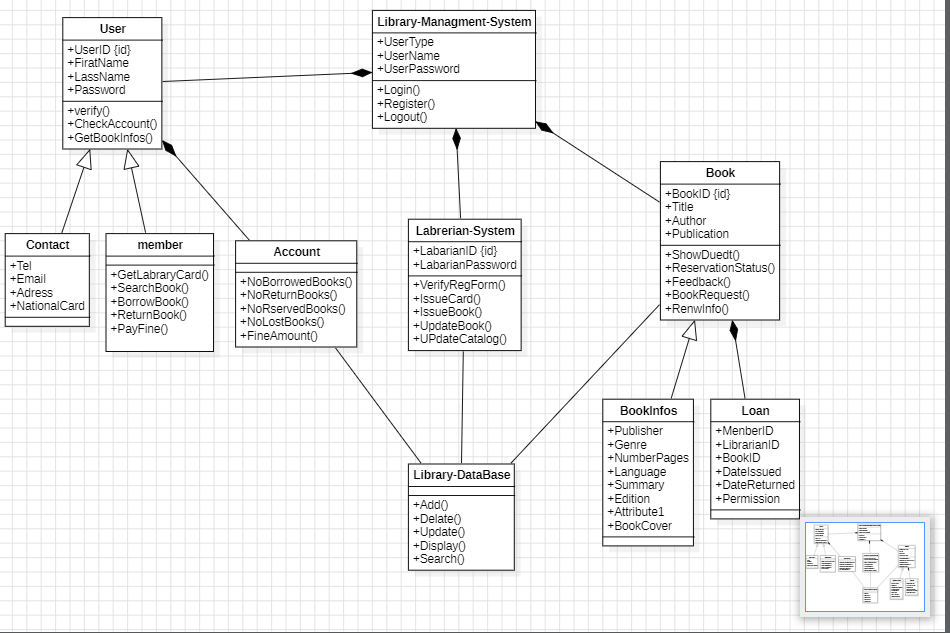 User
+UserID {id}
+FiratName
+LassName
+Password
+verify()
+CheckAccount()
+GetBookInfos()
Library-Managment-System
+UserType
+UserName
+UserPassword
+Login()
+Register()
+Logout()
Book
+BookID {id}
+Title
+Author
+Publication
+ShowDuedt()
+ReservationStatus()
+Feedback()
+BookRequest()
+RenwInfo()
Contact
+Tel
+Email
+Adress
+NationalCard
member
+GetLabraryCard()
+SearchBook()
+BorrowBook()
+ReturnBook()
+PayFine()
Account
+NoBorrowedBooks()
+NoReturnBooks()
+NoRservedBooks()
+NoLostBooks()
+FineAmount()
Labrerian-System
+LabarianID {id}
+LabarianPassword
+VerifyRegForm()
+IssueCard()
+IssueBook()
+UpdateBook()
+UPdateCatalog()
Library-DataBase
+Add()
+Delate()
+Update()
+Display()
+Search()
BookInfos
+Publisher
+Genre
+NumberPages
+Language
+Summary
+Edition
+Attribute1
+BookCover
Loan
+MenberID
+LibrarianID
+BookID
+DateIssued
+DateReturned
+Permission